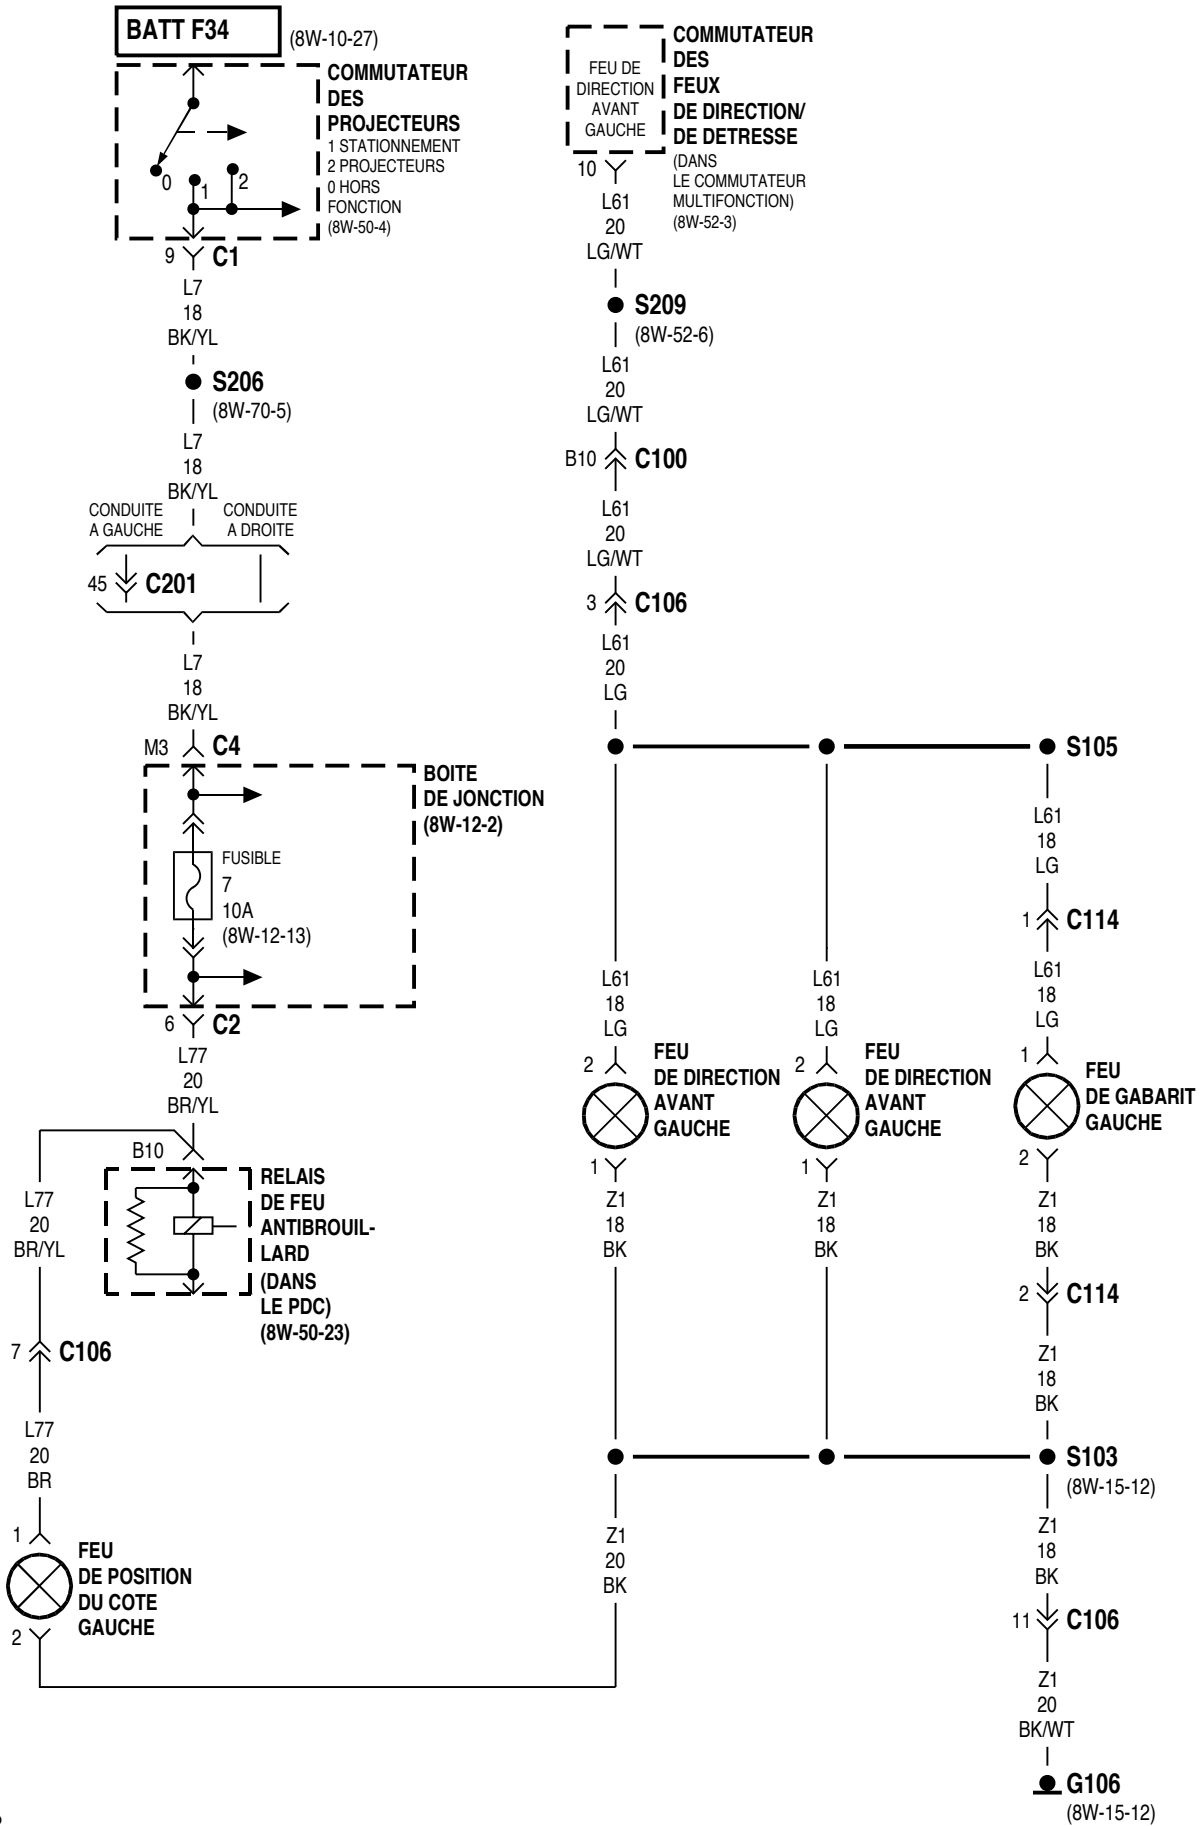 BATT F34
(8W-10-27)
COMMUTATEUR
DES
PROJECTEURS
1 STATIONNEMENT
2 PROJECTEURS
0 HORS
FONCTION
(8W-50-4)
0
1
2
9
C1
L7
18
BK/YL
S206
(8W-70-5)
L7
18
BK/YL
CONDUITE
A GAUCHE
CONDUITE
A DROITE
45
C201
L7
18
BK/YL
M3
C4
BOITE
DE JONCTION
(8W-12-2)
FUSIBLE
7
10A
(8W-12-13)
6
C2
L77
20
BR/YL
B10
RELAIS
DE FEU
ANTIBROUIL-
LARD
(DANS
LE PDC)
(8W-50-23)
L77
20
BR/YL
7
C106
L77
20
BR
1
FEU
DE POSITION
DU COTE
GAUCHE
2
FEU DE
DIRECTION
AVANT
GAUCHE
COMMUTATEUR
DES
FEUX
DE DIRECTION/
DE DETRESSE
(DANS
LE COMMUTATEUR
MULTIFONCTION)
(8W-52-3)
10
L61
20
LG/WT
S209
(8W-52-6)
L61
20
LG/WT
B10
C100
L61
20
LG/WT
3
C106
L61
20
LG
S105
L61
18
LG
2
FEU
DE DIRECTION
AVANT
GAUCHE
1
Z1
18
BK
L61
18
LG
2
FEU
DE DIRECTION
AVANT
GAUCHE
1
Z1
18
BK
L61
18
LG
1
C114
L61
18
LG
1
FEU
DE GABARIT
GAUCHE
2
Z1
18
BK
2
C114
Z1
18
BK
S103
(8W-15-12)
Z1
20
BK
Z1
18
BK
11
C106
Z1
20
BK/WT
G106
(8W-15-12)